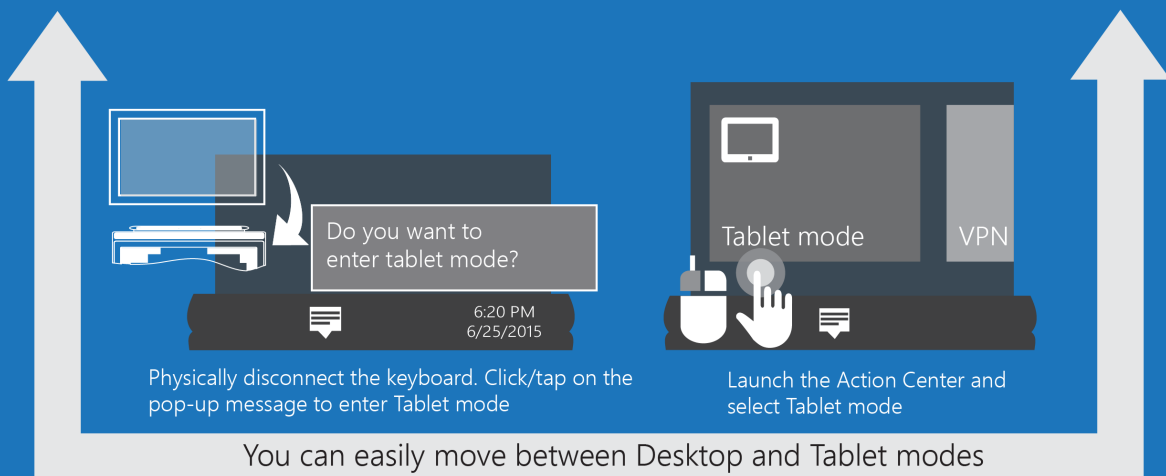 Do you want to
enter tablet mode?
6:20 PM
6/25/2015
Physically disconnect the keyboard. Click/tap on the
pop-up message to enter Tablet mode
Tablet mode
VPN
Launch the Action Center and
select Tablet mode
You can easily move between Desktop and Tablet modes